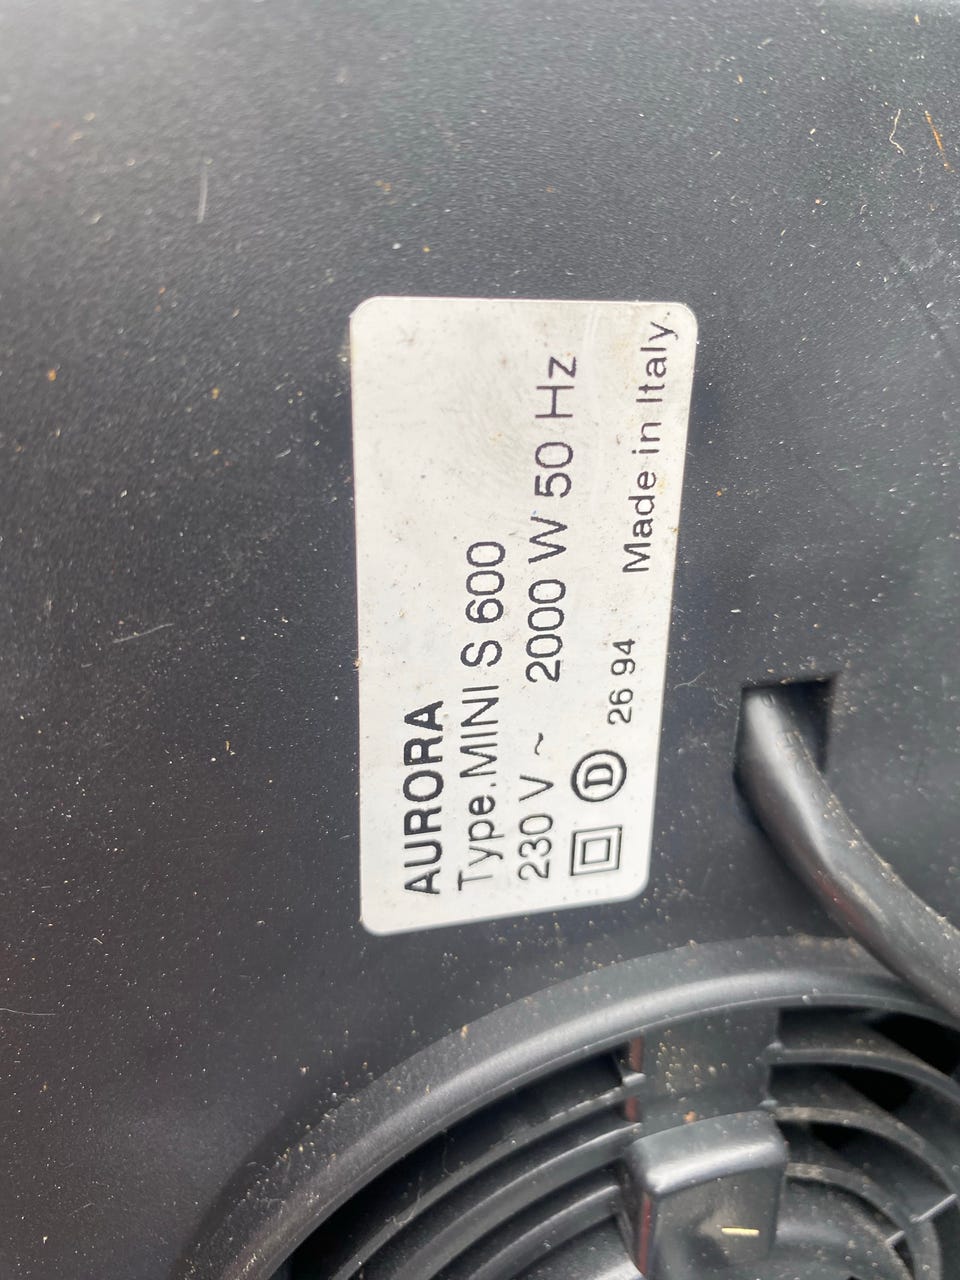 AURORA
Type.MINI S 600
230 V ~ 2000 W 50 Hz
D 26 94 Made in Italy